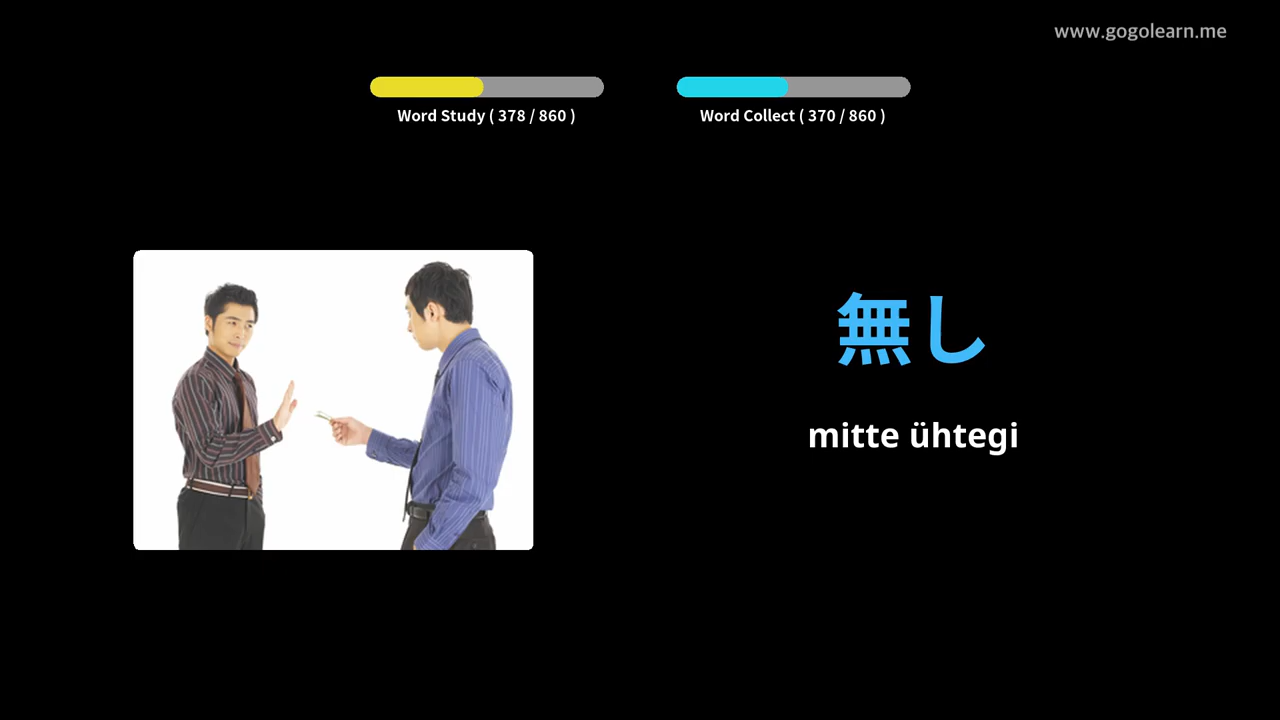 www.gogolearn.me
Word Study ( 378 / 860 )
Word Collect ( 370 / 860 )
無し
mitte ühtegi